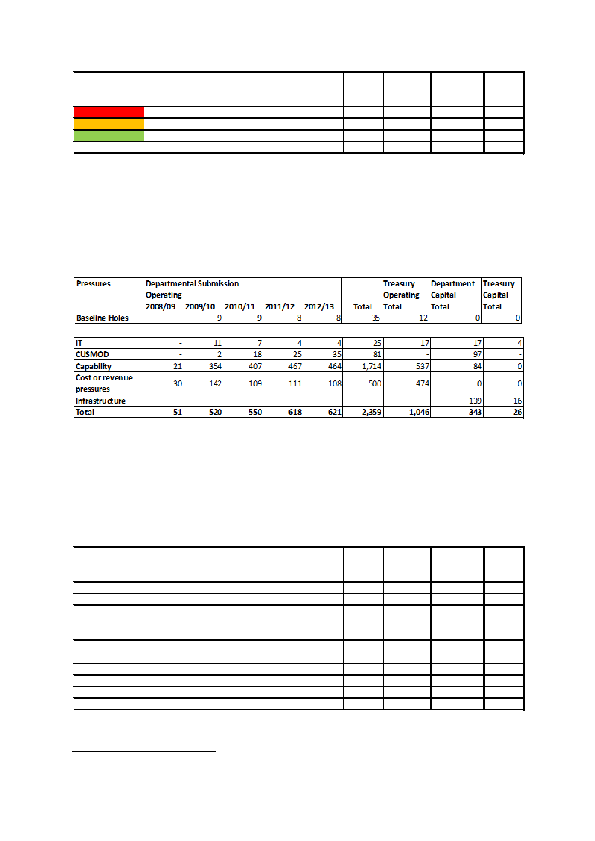 Pressures Departmental Submission Treasury Department Treasury
Operating Operating Capital Capital
2008/09 2009/10 2010/11 2011/12 2012/13 Total Total Total Total
Baseline Holes - 9 9 8 8 35 12 0 0
IT - 11 7 4 4 25 17 17 4
CUSMOD - 2 18 25 35 81 - 97 -
Capability 21 354 407 467 464 1,714 537 84 0
Cost or revenue
pressures 30 142 109 111 108 500 474 0 0
Infrastructure 139 16
Total 51 520 550 618 621 2,359 1,046 343 26